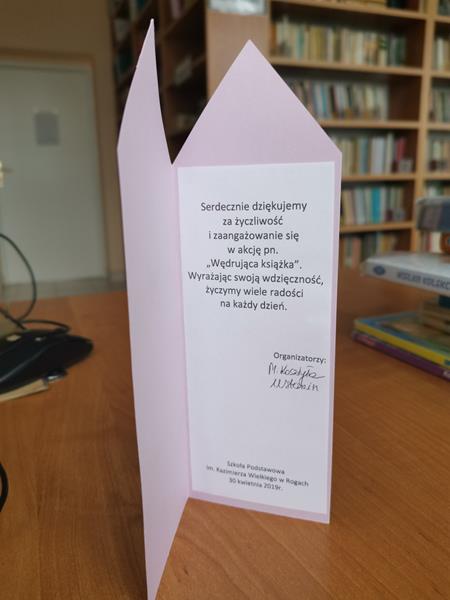 Serdecznie dziękujemy
za życzliwość
i zaangażowanie się
w akcję pn.
„Wędrująca książka".
Wyrażając swoją wdzięczność,
życzymy wiele radości
na każdy dzień.
Organizatorzy:
Szkoła Podstawowa
im. Kazimierza Wielkiego w Rogach
30 kwietnia 2019r.